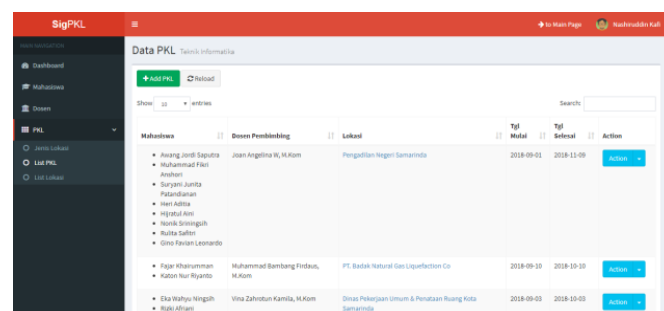 SigPKL
to Main Page
Nashiruddin Kafi
MAIN NAVIGATION
Dashboard
Mahasiswa
Dosen
PKL
Jenis Lokasi
List PKL
List Lokasi
Data PKL Teknik Informatika
+ Add PKL
Reload
Show 10 entries
Search:
Mahasiswa
Dosen Pembimbing
Lokasi
Tgl Mulai
Tgl Selesai
Action
Awang Jordi Saputra
Muhammad Fikri
Anshori
Suryani Junita
Patandianan
Heri Aditia
Hijratul Aini
Nonik Sriningsih
Rulita Safitri
Gino Favian Leonardo
Joan Angelina W, M.Kom
Pengadilan Negeri Samarinda
2018-09-01
2018-11-09
Action
Fajar Khairumman
Katon Nur Riyanto
Muhammad Bambang Firdaus,
M.Kom
PT. Badak Natural Gas Liquefaction Co
2018-09-10
2018-10-10
Action
Eka Wahyu Ningsih
Rizki Afriani
Vina Zahrotun Kamila, M.Kom
Dinas Pekerjaan Umum & Penataan Ruang Kota
Samarinda
2018-09-03
2018-10-03
Action